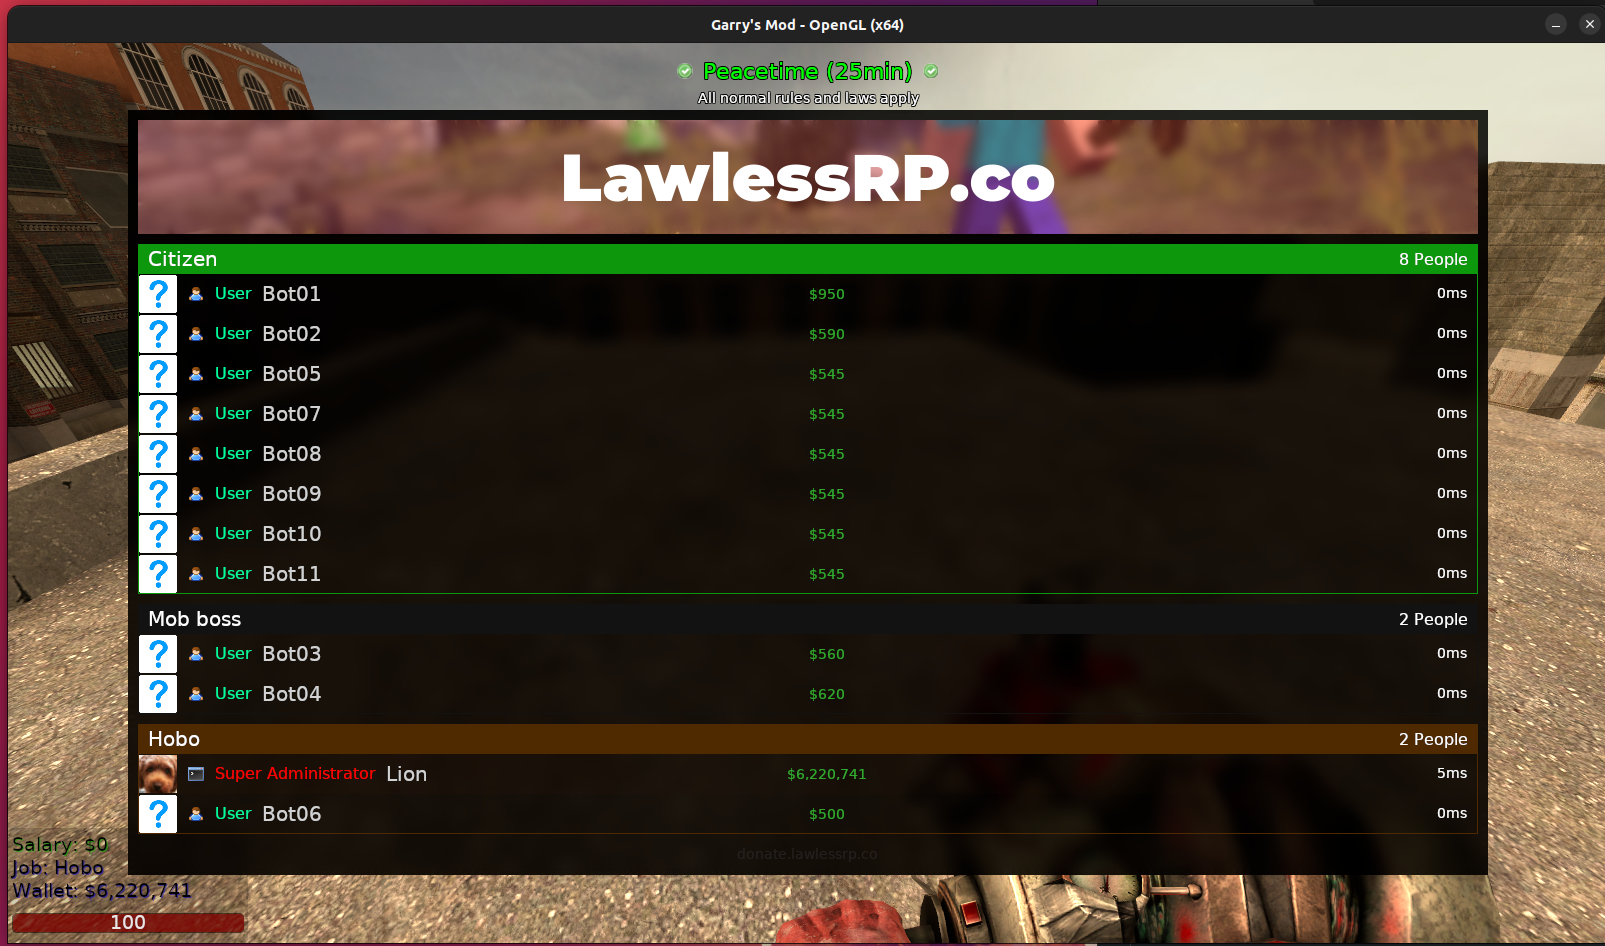 Garry's Mod - OpenGL (x64)
Peacetime (25min)
All normal rules and laws apply
LawlessRP.co
Citizen 8 People
? User Bot01 $950 0ms
? User Bot02 $590 0ms
? User Bot05 $545 0ms
? User Bot07 $545 0ms
? User Bot08 $545 0ms
? User Bot09 $545 0ms
? User Bot10 $545 0ms
? User Bot11 $545 0ms
Mob boss 2 People
? User Bot03 $560 0ms
? User Bot04 $620 0ms
Hobo 2 People
Super Administrator Lion $6,220,741 5ms
? User Bot06 $500 0ms
donate.lawlessrp.co
Salary: $0
Job: Hobo
Wallet: $6,220,741
100